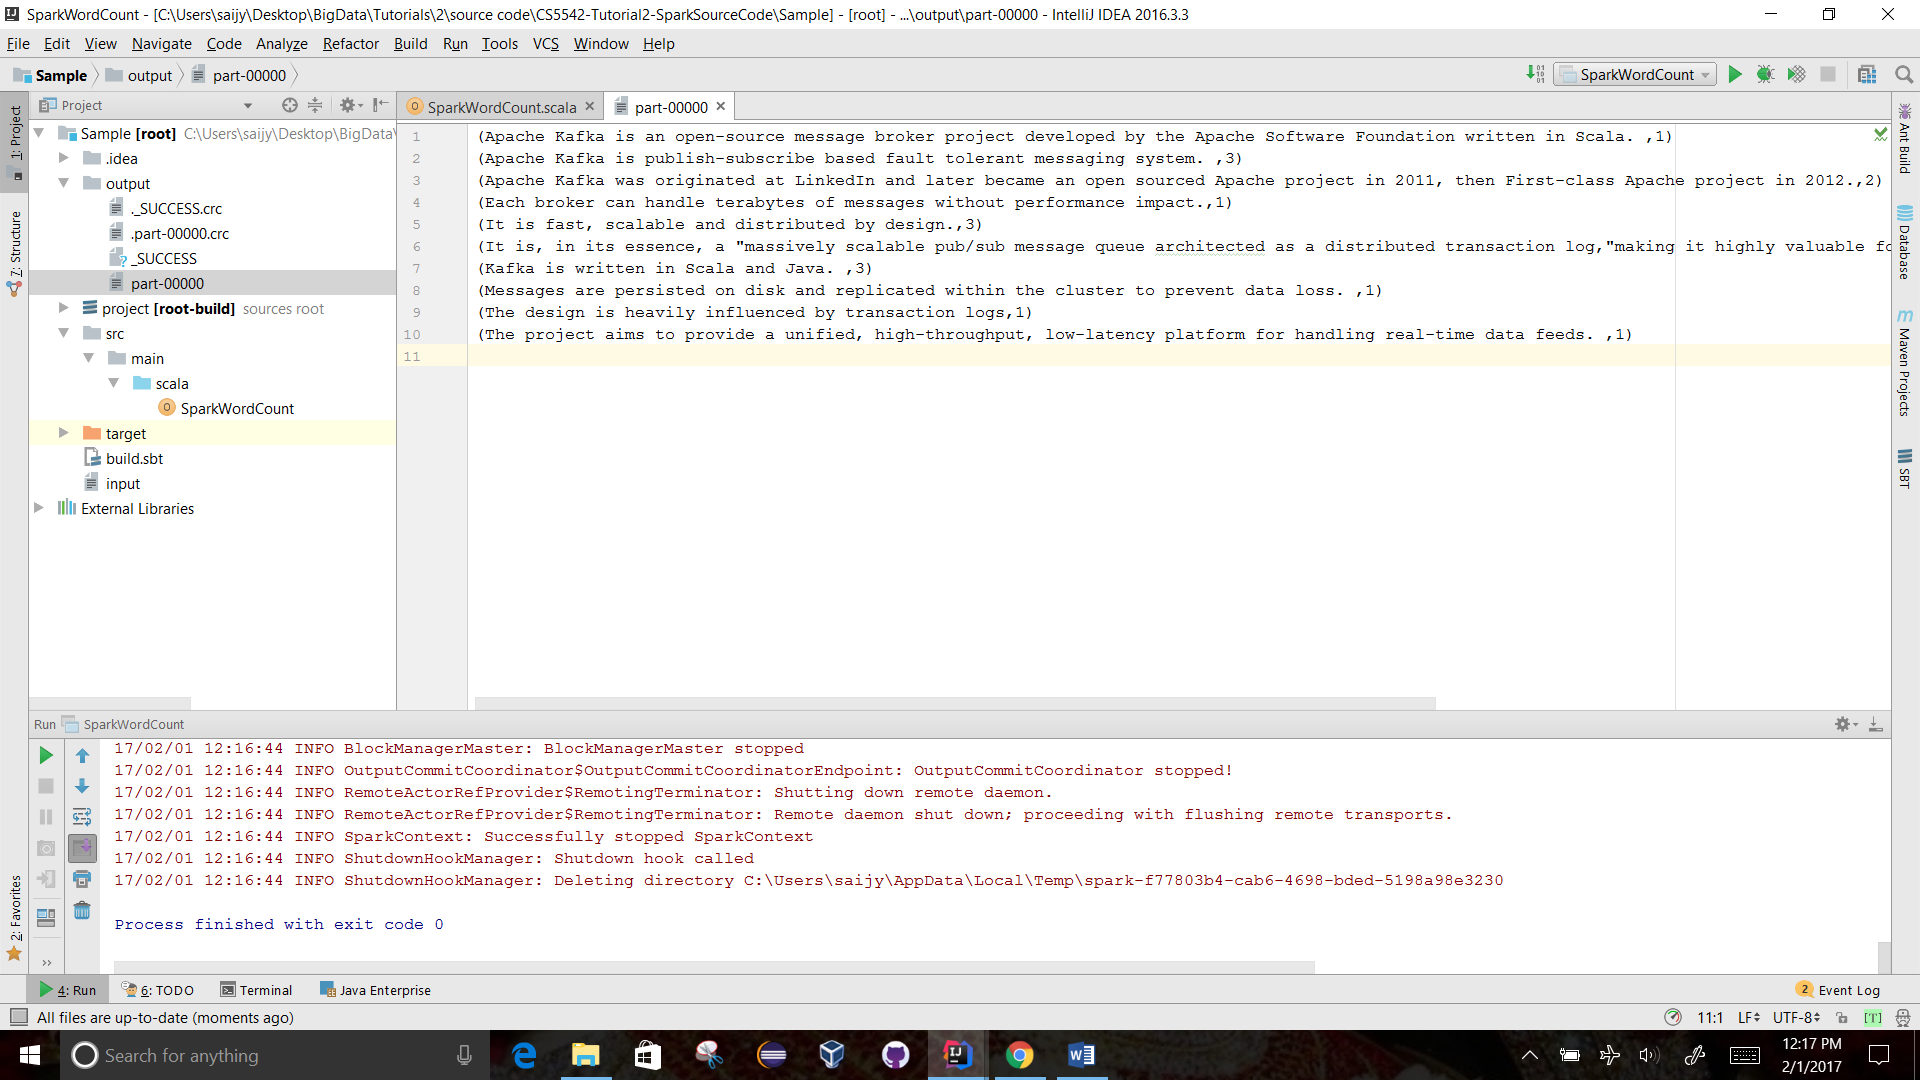 SparkWordCount - [C:\Users\saijy\Desktop\BigData\Tutorials\2\source code\CS5542-Tutorial2-SparkSourceCode\Sample] - [root] - ...\output\part-00000 - IntelliJ IDEA 2016.3.3
File Edit View Navigate Code Analyze Refactor Build Run Tools VCS Window Help
Sample output part-00000
SparkWordCount
Project
SparkWordCount.scala
part-00000
1: Project
7: Structure
2: Favorites
Sample [root] C:\Users\saijy\Desktop\BigData\
.idea
output
._SUCCESS.crc
.part-00000.crc
_SUCCESS
part-00000
project [root-build] sources root
src
main
scala
SparkWordCount
target
build.sbt
input
External Libraries
1 (Apache Kafka is an open-source message broker project developed by the Apache Software Foundation written in Scala. ,1)
2 (Apache Kafka is publish-subscribe based fault tolerant messaging system. ,3)
3 (Apache Kafka was originated at LinkedIn and later became an open sourced Apache project in 2011, then First-class Apache project in 2012.,2)
4 (Each broker can handle terabytes of messages without performance impact.,1)
5 (It is fast, scalable and distributed by design.,3)
6 (It is, in its essence, a "massively scalable pub/sub message queue architected as a distributed transaction log,"making it highly valuable fo
7 (Kafka is written in Scala and Java. ,3)
8 (Messages are persisted on disk and replicated within the cluster to prevent data loss. ,1)
9 (The design is heavily influenced by transaction logs,1)
10 (The project aims to provide a unified, high-throughput, low-latency platform for handling real-time data feeds. ,1)
11
Ant Build
Database
Maven Projects
SBT
Run SparkWordCount
17/02/01 12:16:44 INFO BlockManagerMaster: BlockManagerMaster stopped
17/02/01 12:16:44 INFO OutputCommitCoordinator$OutputCommitCoordinatorEndpoint: OutputCommitCoordinator stopped!
17/02/01 12:16:44 INFO RemoteActorRefProvider$RemotingTerminator: Shutting down remote daemon.
17/02/01 12:16:44 INFO RemoteActorRefProvider$RemotingTerminator: Remote daemon shut down; proceeding with flushing remote transports.
17/02/01 12:16:44 INFO SparkContext: Successfully stopped SparkContext
17/02/01 12:16:44 INFO ShutdownHookManager: Shutdown hook called
17/02/01 12:16:44 INFO ShutdownHookManager: Deleting directory C:\Users\saijy\AppData\Local\Temp\spark-f77803b4-cab6-4698-bded-5198a98e3230
Process finished with exit code 0
4: Run 6: TODO Terminal Java Enterprise 2 Event Log
All files are up-to-date (moments ago) 11:1 LF UTF-8 [T]
Search for anything
12:17 PM
2/1/2017